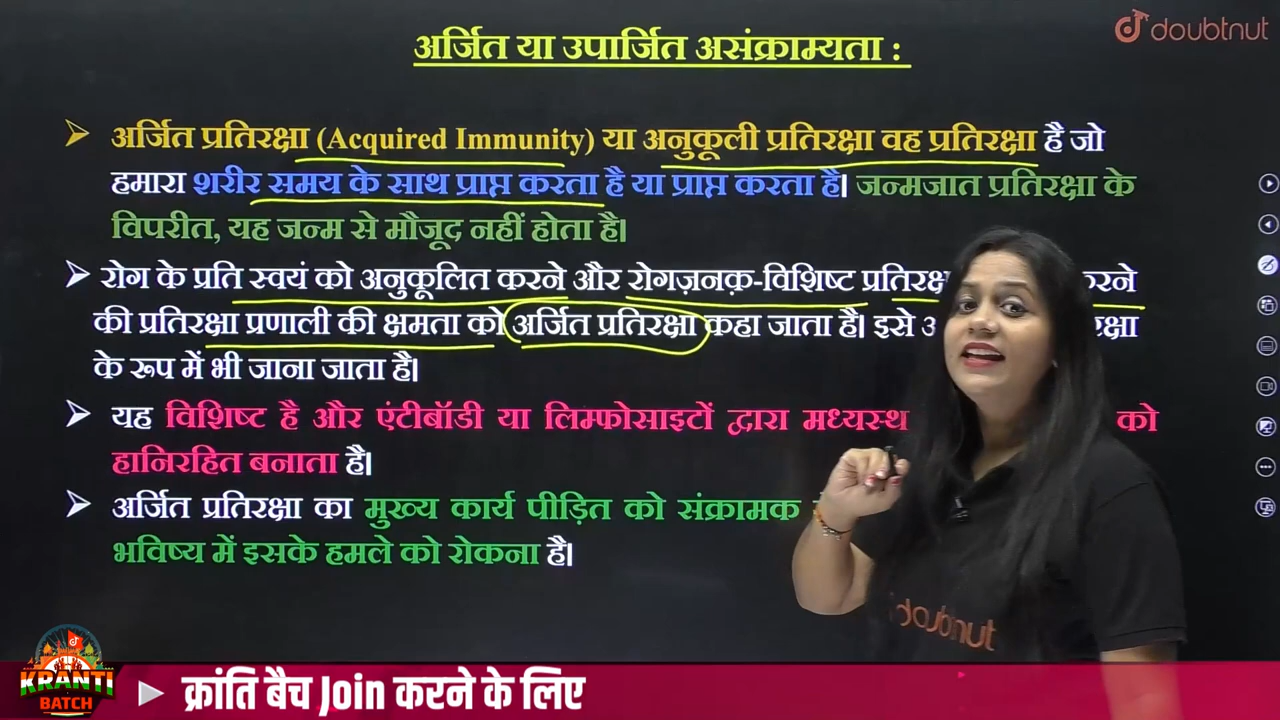 अर्जित या उपार्जित असंक्राम्यता :
doubtnut
अर्जित प्रतिरक्षा (Acquired Immunity) या अनुकूली प्रतिरक्षा वह प्रतिरक्षा है जो
हमारा शरीर समय के साथ प्राप्त करता है या प्राप्त करता है। जन्मजात प्रतिरक्षा के
विपरीत, यह जन्म से मौजूद नहीं होता है।
रोग के प्रति स्वयं को अनुकूलित करने और रोगज़नक़-विशिष्ट करने
की प्रतिरक्षा प्रणाली की क्षमता को अर्जित प्रतिरक्षा कहा जाता है। इसे
के रूप में भी जाना जाता है।
यह विशिष्ट है और एंटीबॉडी या लिम्फोसाइटों द्वारा मध्यस्थ को
हानिरहित बनाता है।
अर्जित प्रतिरक्षा का मुख्य कार्य पीड़ित को संक्रामक
भविष्य में इसके हमले को रोकना है।
doubtnut
KRANTI
BATCH
क्रांति बैच Join करने के लिए